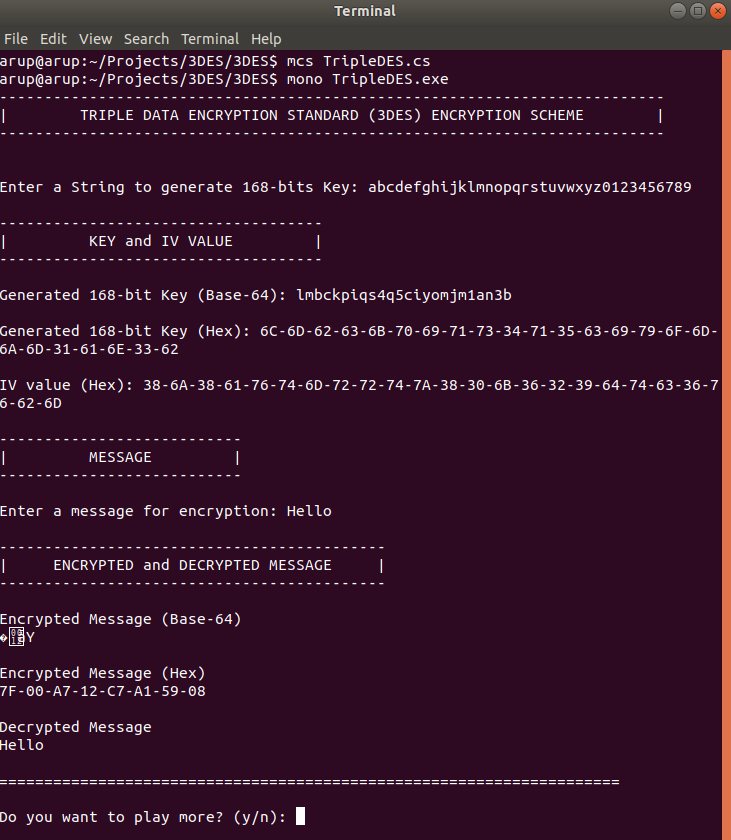 Terminal
File Edit View Search Terminal Help
arup@arup:~/Projects/3DES/3DES$ mcs TripleDES.cs
arup@arup:~/Projects/3DES/3DES$ mono TripleDES.exe
-------------------------------------------------------------------------
|        TRIPLE DATA ENCRYPTION STANDARD (3DES) ENCRYPTION SCHEME        |
-------------------------------------------------------------------------
Enter a String to generate 168-bits Key: abcdefghijklmnopqrstuvwxyz0123456789
------------------------------------
|         KEY and IV VALUE         |
------------------------------------
Generated 168-bit Key (Base-64): lmbckpiqs4q5ciyomjm1an3b
Generated 168-bit Key (Hex): 6C-6D-62-63-6B-70-69-71-73-34-71-35-63-69-79-6F-6D-
6A-6D-31-61-6E-33-62
IV value (Hex): 38-6A-38-61-76-74-6D-72-72-74-7A-38-30-6B-36-32-39-64-74-63-36-7
6-62-6D
---------------------------
|         MESSAGE         |
---------------------------
Enter a message for encryption: Hello
-------------------------------------------
|     ENCRYPTED and DECRYPTED MESSAGE     |
-------------------------------------------
Encrypted Message (Base-64)
Y
Encrypted Message (Hex)
7F-00-A7-12-C7-A1-59-08
Decrypted Message
Hello
=====================================================================
Do you want to play more? (y/n):